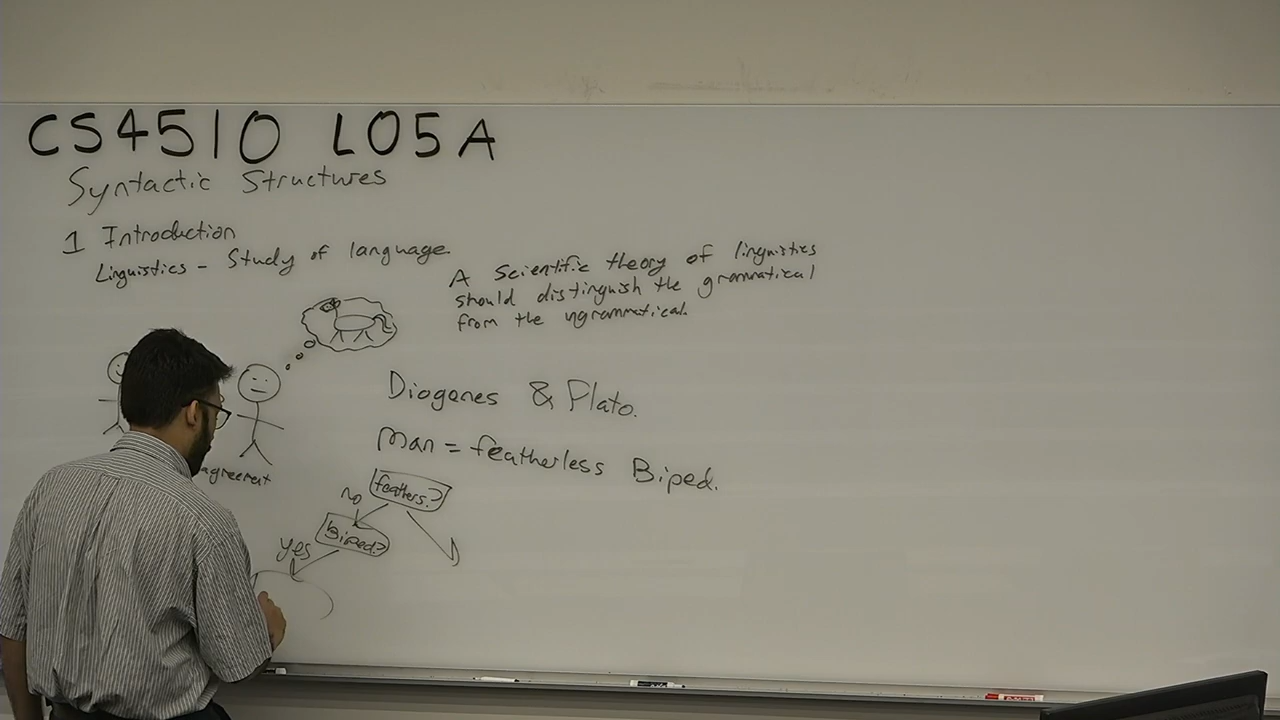 CS4510 L05A
Syntactic Structures
1 Introduction
Linguistics - Study of language
A scientific theory of linguistics
should distinguish the grammatical
from the ungrammatical.
Diogenes & Plato.
Man = featherless Biped.
agreement
feathers?
no
Biped?
yes